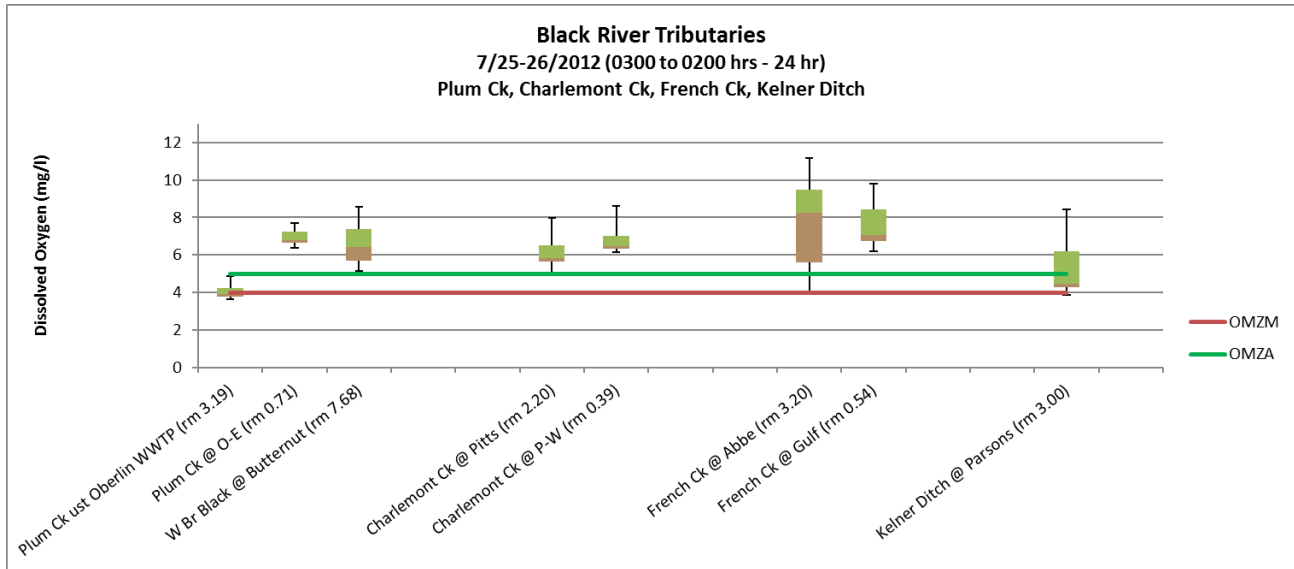 Black River Tributaries
7/25-26/2012 (0300 to 0200 hrs - 24 hr)
Plum Ck, Charlemont Ck, French Ck, Kelner Ditch
Dissolved Oxygen (mg/l)
12
10
8
6
4
2
0
OMZM
OMZA
Plum Ck ust Oberlin WWTP (rm 3.19)
Plum Ck @ O-E (rm 0.71)
W Br Black @ Butternut (rm 7.68)
Charlemont Ck @ Pitts (rm 2.20)
Charlemont Ck @ P-W (rm 0.39)
French Ck @ Abbe (rm 3.20)
French Ck @ Gulf (rm 0.54)
Kelner Ditch @ Parsons (rm 3.00)